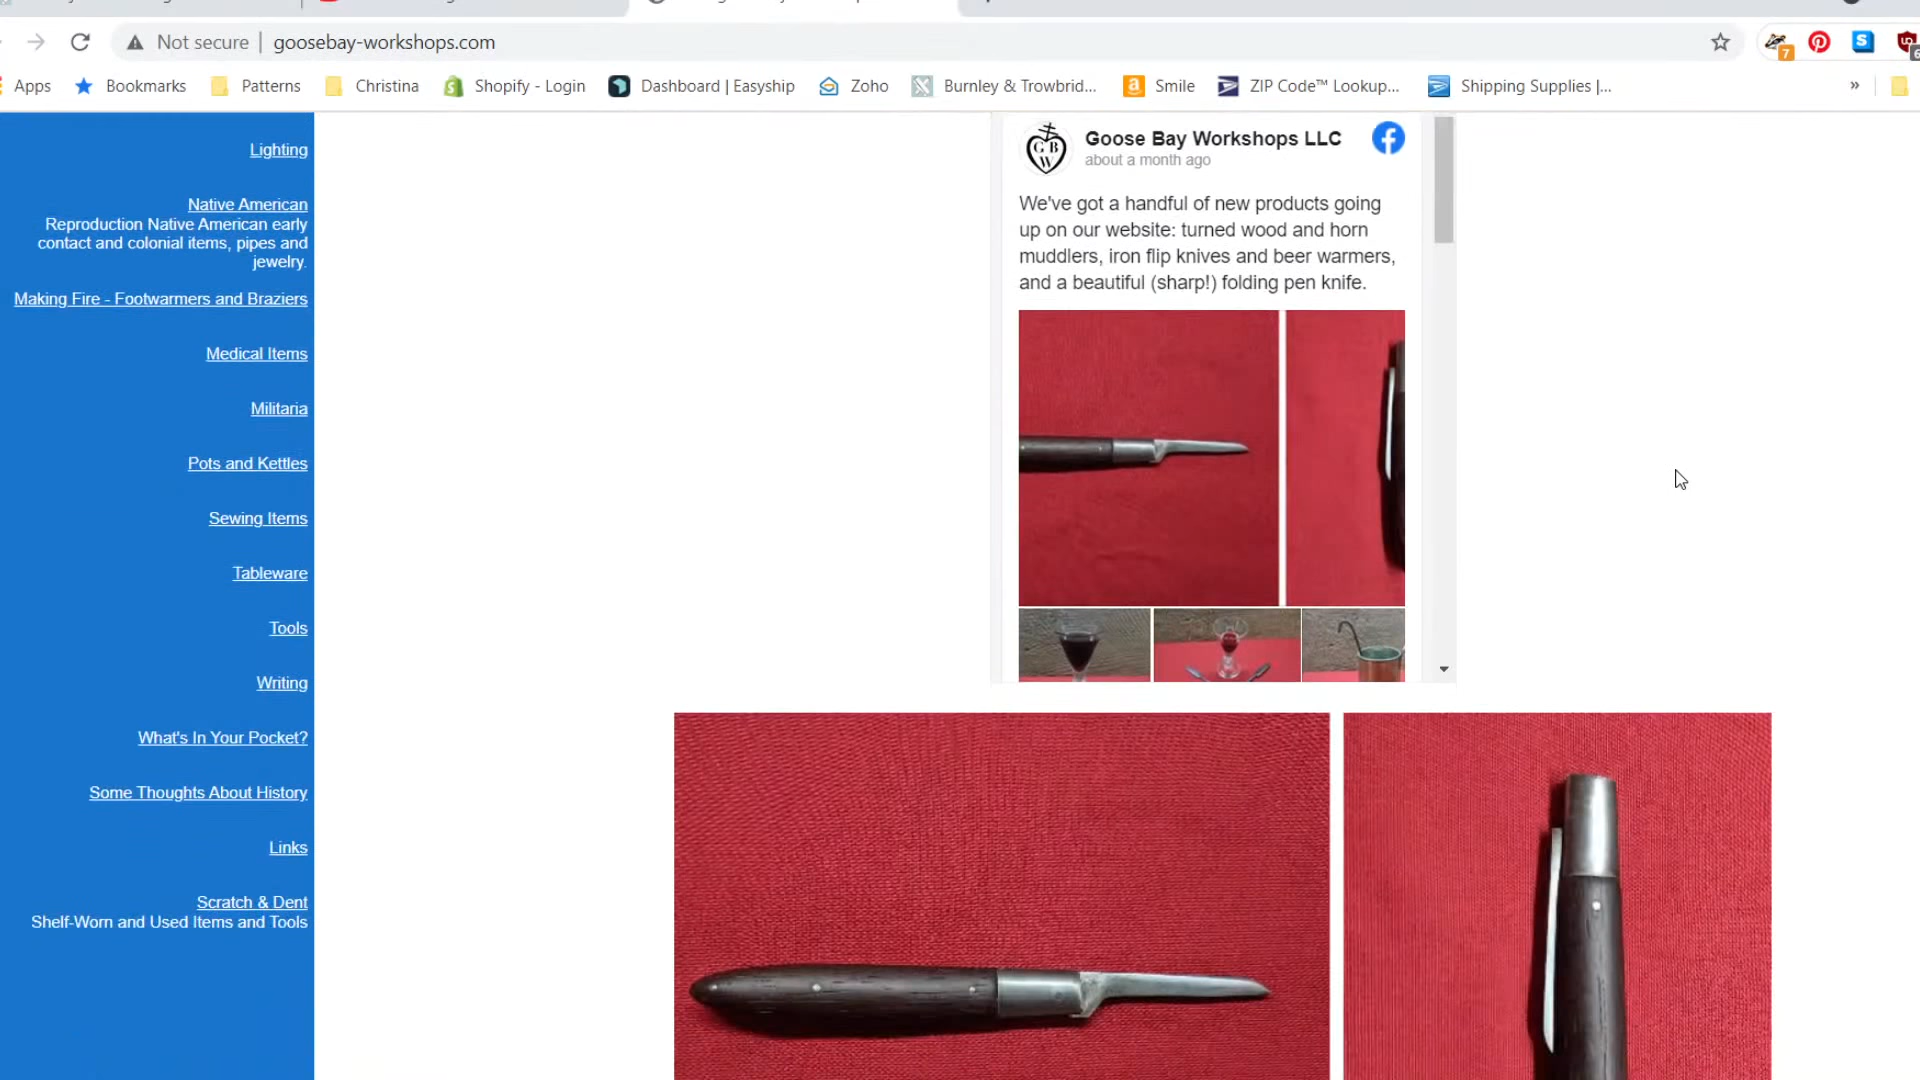 Not secure | goosebay-workshops.com
7
Apps Bookmarks Patterns Christina Shopify - Login Dashboard | Easyship Zoho Burnley & Trowbrid... Smile ZIP Code™ Lookup... Shipping Supplies |... »
Lighting
Native American
Reproduction Native American early
contact and colonial items, pipes and
jewelry.
Making Fire - Footwarmers and Braziers
Medical Items
Militaria
Pots and Kettles
Sewing Items
Tableware
Tools
Writing
What's In Your Pocket?
Some Thoughts About History
Links
Scratch & Dent
Shelf-Worn and Used Items and Tools
G B
W
Goose Bay Workshops LLC
about a month ago
We've got a handful of new products going
up on our website: turned wood and horn
muddlers, iron flip knives and beer warmers,
and a beautiful (sharp!) folding pen knife.